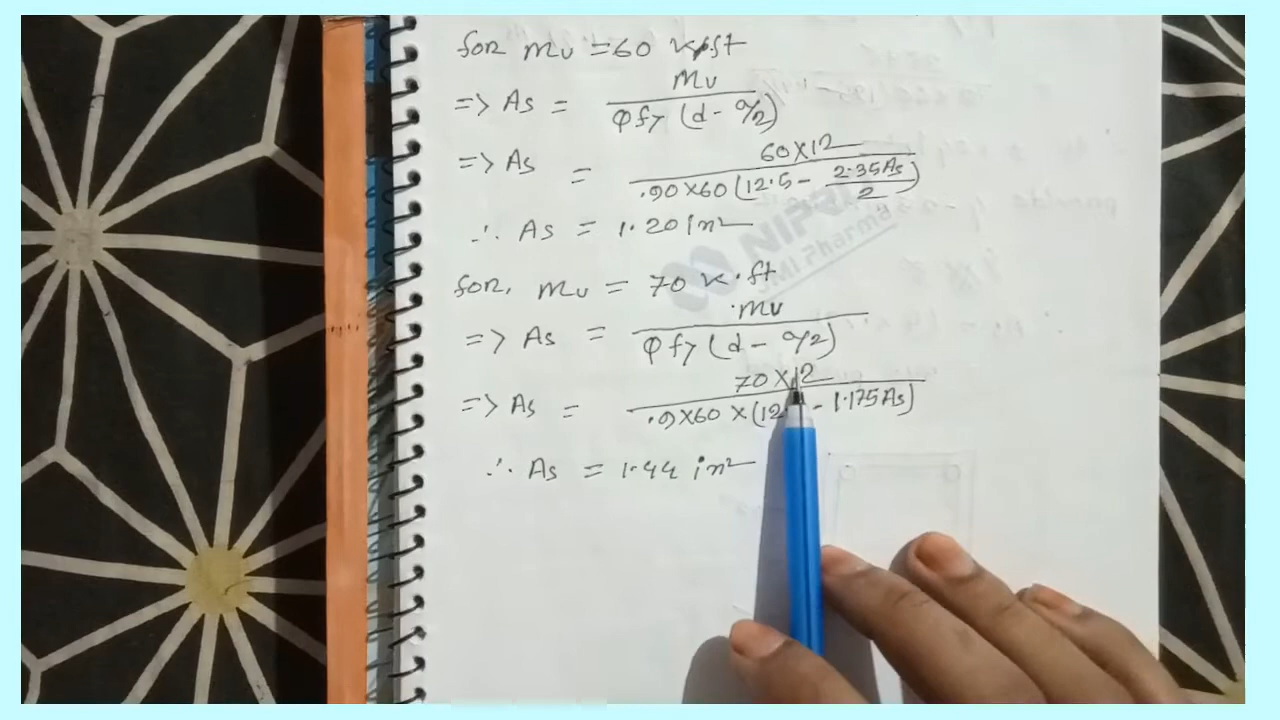 for Mu = 60 k.ft
=> As = Mu / φ fy (d - a/2)
=> As = 60 X 12 / .90 X 60 (12.5 - 2.35As / 2)
∴ As = 1.20 in²
for, Mu = 70 k.ft
=> As = Mu / φ fy (d - a/2)
=> As = 70 X 12 / .9 X 60 X (12 - 1.175As)
∴ As = 1.44 in²